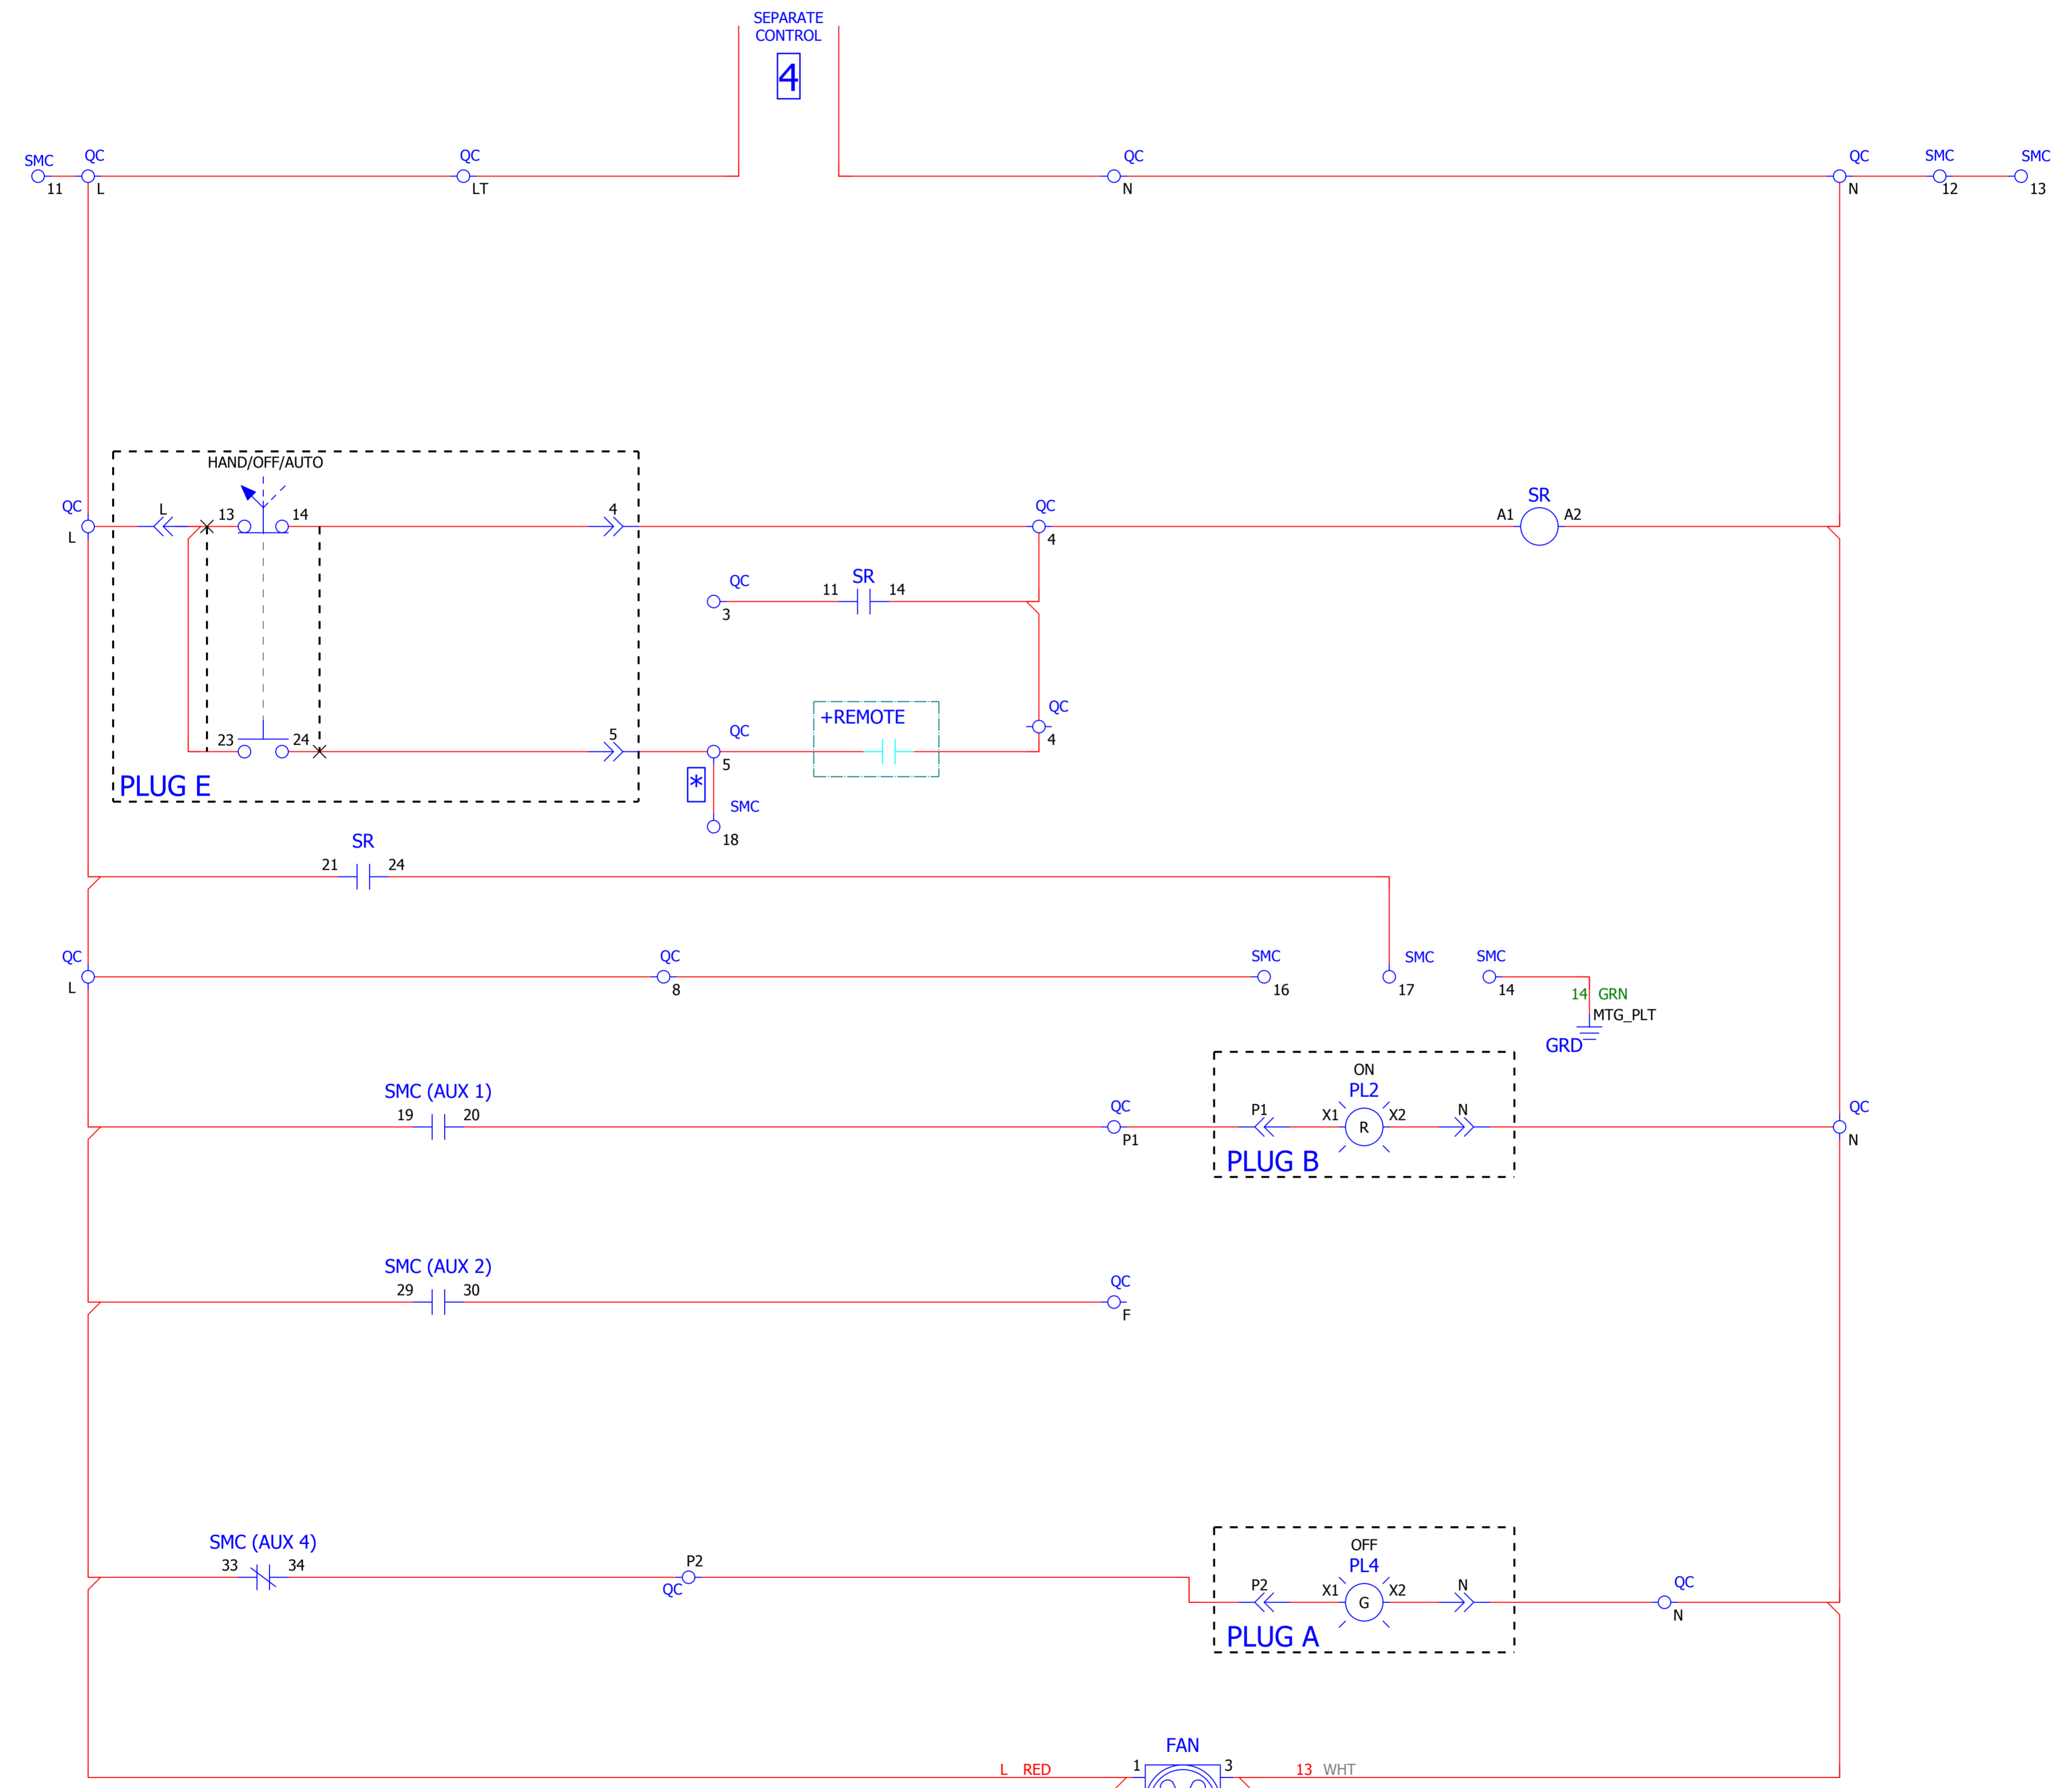 SEPARATE
CONTROL
4
SMC QC QC QC QC SMC SMC
11 L LT N N 12 13
HAND/OFF/AUTO
QC L 13 14 4 QC A1 SR A2
L 4
QC 11 SR 14
3
+REMOTE QC
23 24 5 QC 4
5
PLUG E * SMC
18
SR
21 24
QC QC SMC SMC SMC
L 8 16 17 14
14 GRN
MTG_PLT
GRD
ON
SMC (AUX 1) PL2
19 20 QC P1 X1 R X2 N QC
P1 N
PLUG B
SMC (AUX 2)
29 30 QC
F
OFF
SMC (AUX 4) PL4
33 34 P2 P2 X1 G X2 N QC
QC N
PLUG A
FAN
L RED 1 3 13 WHT